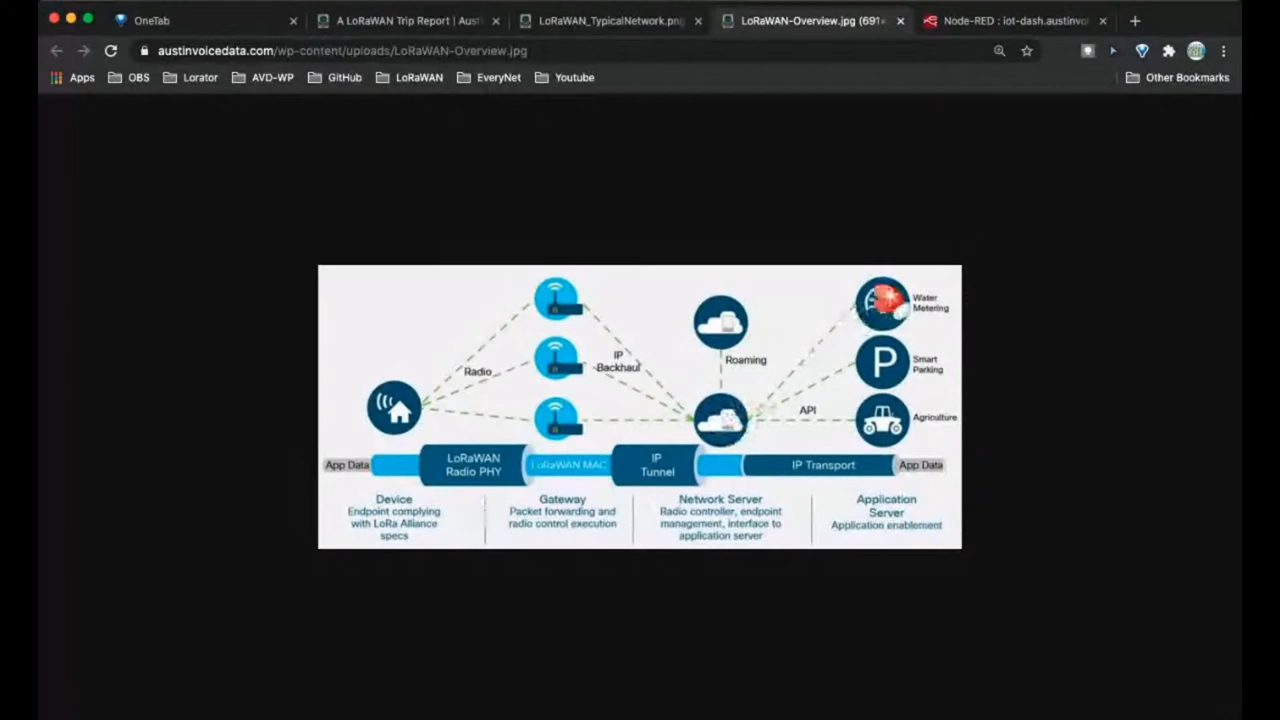 OneTab
A LoRaWAN Trip Report | Aust
LoRaWAN_TypicalNetwork.png
LoRaWAN-Overview.jpg (691×
Node-RED : iot-dash.austinvoi
austinvoicedata.com/wp-content/uploads/LoRaWAN-Overview.jpg
Apps
OBS
Lorator
AVD-WP
GitHub
LoRaWAN
EveryNet
Youtube
Other Bookmarks
Radio
IP
Backhaul
Roaming
API
Water
Metering
Smart
Parking
Agriculture
App Data
LoRaWAN
Radio PHY
LoRaWAN MAC
IP
Tunnel
IP Transport
App Data
Device
Endpoint complying
with LoRa Alliance
specs
Gateway
Packet forwarding and
radio control execution
Network Server
Radio controller, endpoint
management, interface to
application server
Application
Server
Application enablement
P